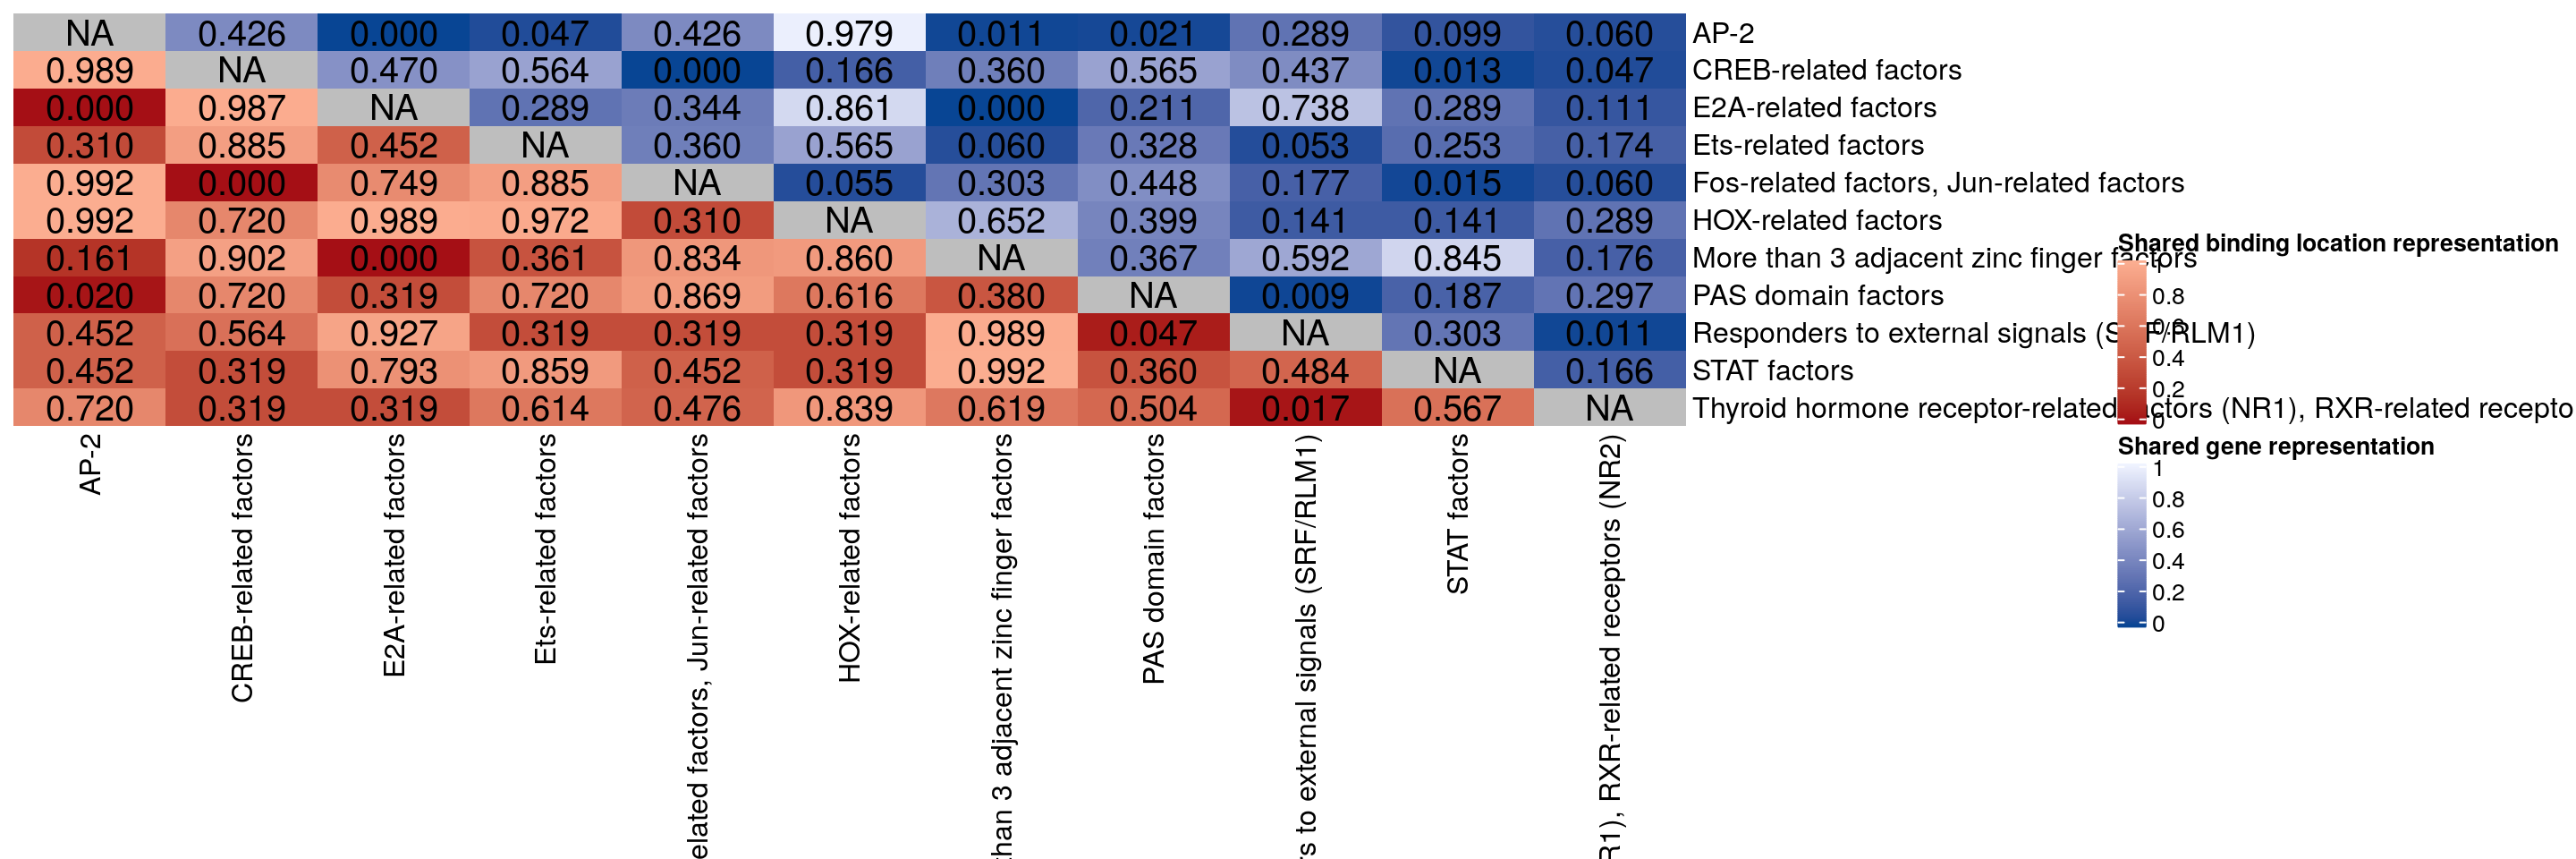 NA 0.426 0.000 0.047 0.426 0.979 0.011 0.021 0.289 0.099 0.060 AP-2
0.989 NA 0.470 0.564 0.000 0.166 0.360 0.565 0.437 0.013 0.047 CREB-related factors
0.000 0.987 NA 0.289 0.344 0.861 0.000 0.211 0.738 0.289 0.111 E2A-related factors
0.310 0.885 0.452 NA 0.360 0.565 0.060 0.328 0.053 0.253 0.174 Ets-related factors
0.992 0.000 0.749 0.885 NA 0.055 0.303 0.448 0.177 0.015 0.060 Fos-related factors, Jun-related factors
0.992 0.720 0.989 0.972 0.310 NA 0.652 0.399 0.141 0.141 0.289 HOX-related factors
0.161 0.902 0.000 0.361 0.834 0.860 NA 0.367 0.592 0.845 0.176 More than 3 adjacent zinc finger factors
0.020 0.720 0.319 0.720 0.869 0.616 0.380 NA 0.009 0.187 0.297 PAS domain factors
0.452 0.564 0.927 0.319 0.319 0.319 0.989 0.047 NA 0.303 0.011 Responders to external signals (SRF/RLM1)
0.452 0.319 0.793 0.859 0.452 0.319 0.992 0.360 0.484 NA 0.166 STAT factors
0.720 0.319 0.319 0.614 0.476 0.839 0.619 0.504 0.017 0.567 NA Thyroid hormone receptor-related factors (NR1), RXR-related recepto
AP-2
CREB-related factors
E2A-related factors
Ets-related factors
elated factors, Jun-related factors
HOX-related factors
than 3 adjacent zinc finger factors
PAS domain factors
rs to external signals (SRF/RLM1)
STAT factors
R1), RXR-related receptors (NR2)
Shared binding location representation
1
0.8
0.6
0.4
0.2
0
Shared gene representation
1
0.8
0.6
0.4
0.2
0